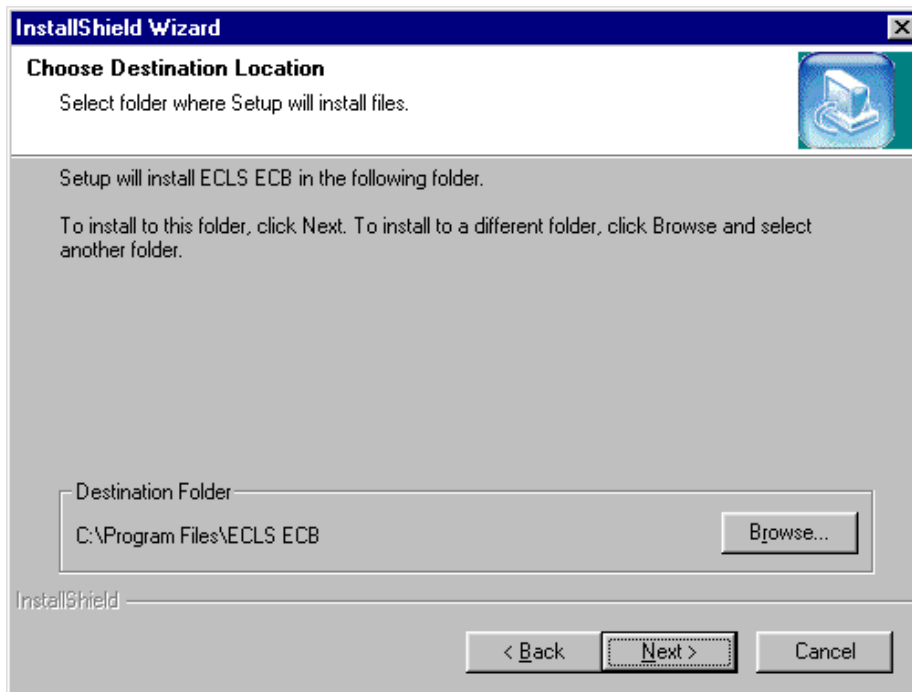 InstallShield Wizard
Choose Destination Location
Select folder where Setup will install files.
Setup will install ECLS ECB in the following folder.
To install to this folder, click Next. To install to a different folder, click Browse and select
another folder.
Destination Folder
C:\Program Files\ECLS ECB
Browse...
InstallShield
< Back
Next >
Cancel